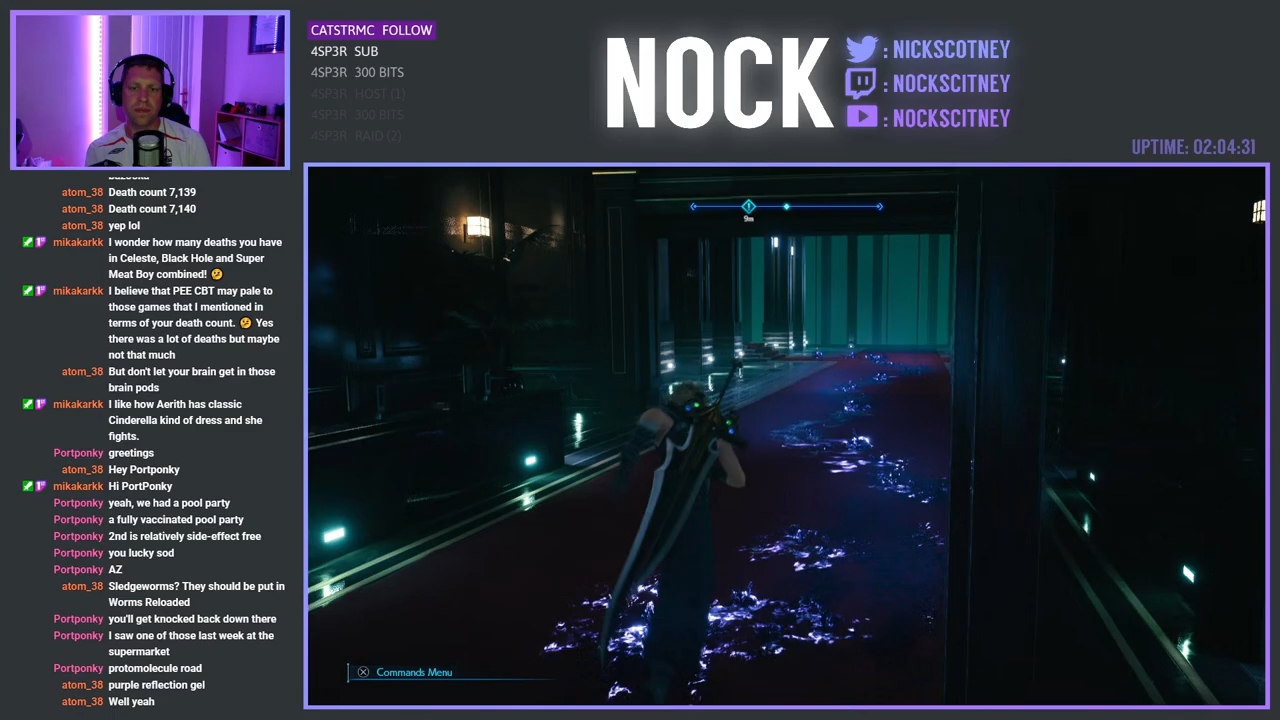 CATSTRMC FOLLOW
4SP3R SUB
4SP3R 300 BITS
4SP3R HOST (1)
4SP3R 300 BITS
4SP3R RAID (2)
NOCK
: NICKSCOTNEY
: NOCKSCITNEY
: NOCKSCITNEY
UPTIME: 02:04:31
bazooka
atom_38 Death count 7,139
atom_38 Death count 7,140
atom_38 yep lol
mikakarkk I wonder how many deaths you have
in Celeste, Black Hole and Super
Meat Boy combined! 🤔
mikakarkk I believe that PEE CBT may pale to
those games that I mentioned in
terms of your death count. 🤔 Yes
there was a lot of deaths but maybe
not that much
atom_38 But don't let your brain get in those
brain pods
mikakarkk I like how Aerith has classic
Cinderella kind of dress and she
fights.
Portponky greetings
atom_38 Hey Portponky
mikakarkk Hi PortPonky
Portponky yeah, we had a pool party
Portponky a fully vaccinated pool party
Portponky 2nd is relatively side-effect free
Portponky you lucky sod
Portponky AZ
atom_38 Sledgeworms? They should be put in
Worms Reloaded
Portponky you'll get knocked back down there
Portponky I saw one of those last week at the
supermarket
Portponky protomolecule road
atom_38 purple reflection gel
atom_38 Well yeah
9m
Commands Menu